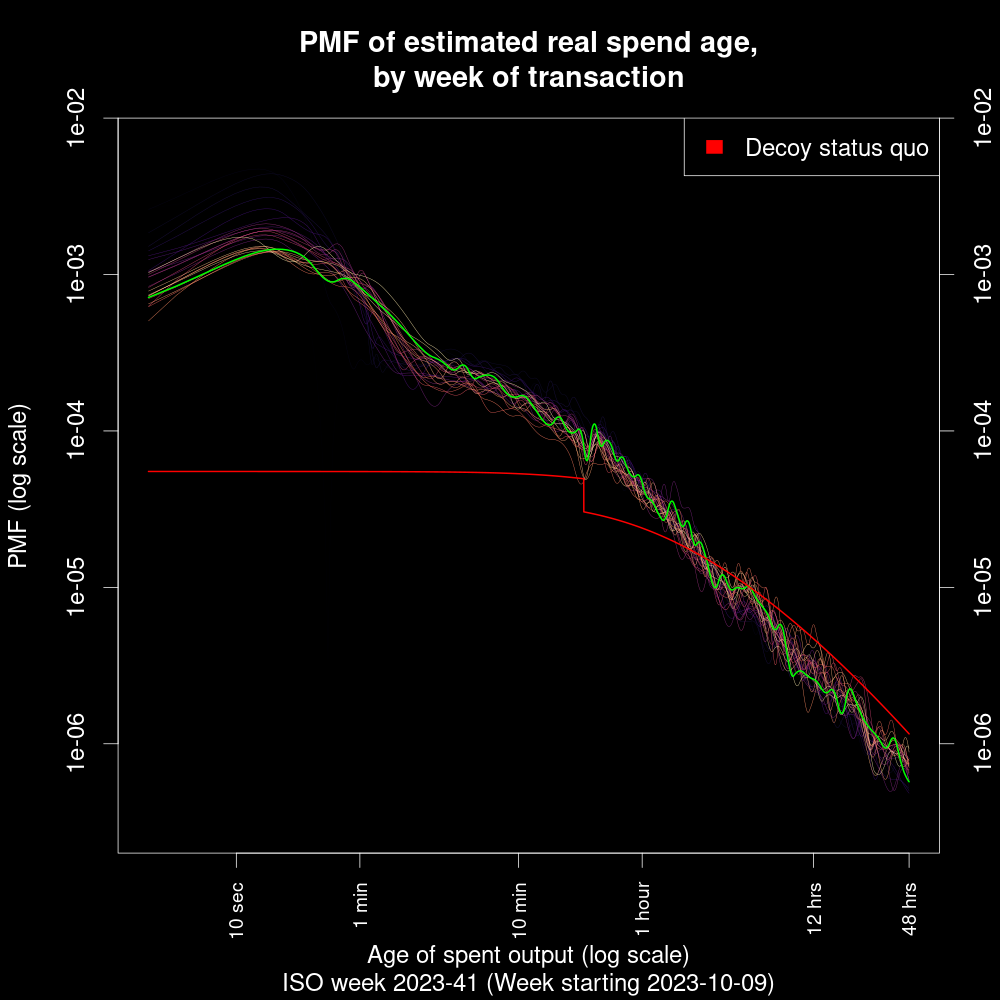 PMF of estimated real spend age,
by week of transaction
Decoy status quo
PMF (log scale)
1e-02
1e-03
1e-04
1e-05
1e-06
1e-02
1e-03
1e-04
1e-05
1e-06
10 sec
1 min
10 min
1 hour
12 hrs
48 hrs
Age of spent output (log scale)
ISO week 2023-41 (Week starting 2023-10-09)